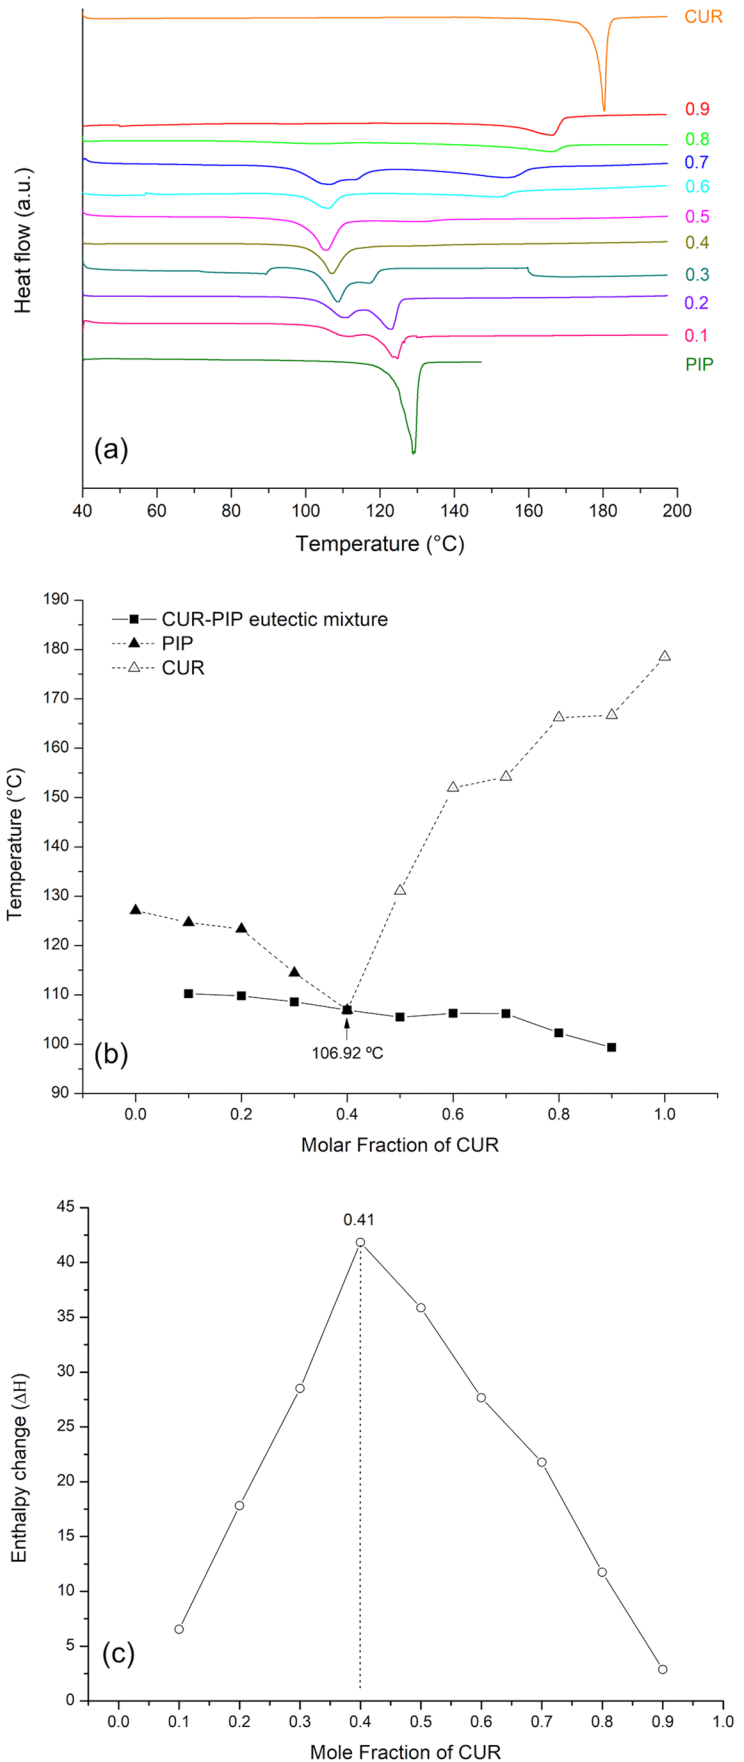 CUR
0.9
0.8
0.7
0.6
0.5
0.4
0.3
0.2
0.1
PIP
Heat flow (a.u.)
(a)
40 60 80 100 120 140 160 180 200
Temperature (°C)
190
180
170
160
150
140
130
120
110
100
90
CUR-PIP eutectic mixture
PIP
CUR
Temperature (°C)
106.92 ºC
(b)
0.0 0.2 0.4 0.6 0.8 1.0
Molar Fraction of CUR
45
40
35
30
25
20
15
10
5
0
0.41
Enthalpy change (ΔH)
(c)
0.0 0.1 0.2 0.3 0.4 0.5 0.6 0.7 0.8 0.9 1.0
Mole Fraction of CUR